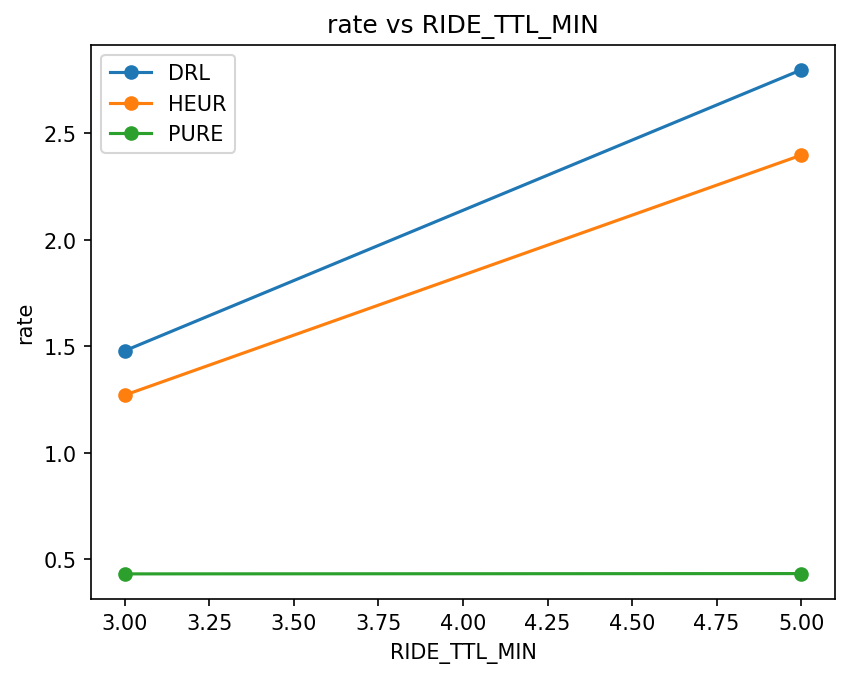 rate vs RIDE_TTL_MIN
DRL
HEUR
PURE
2.5
2.0
1.5
1.0
0.5
rate
3.00 3.25 3.50 3.75 4.00 4.25 4.50 4.75 5.00
RIDE_TTL_MIN